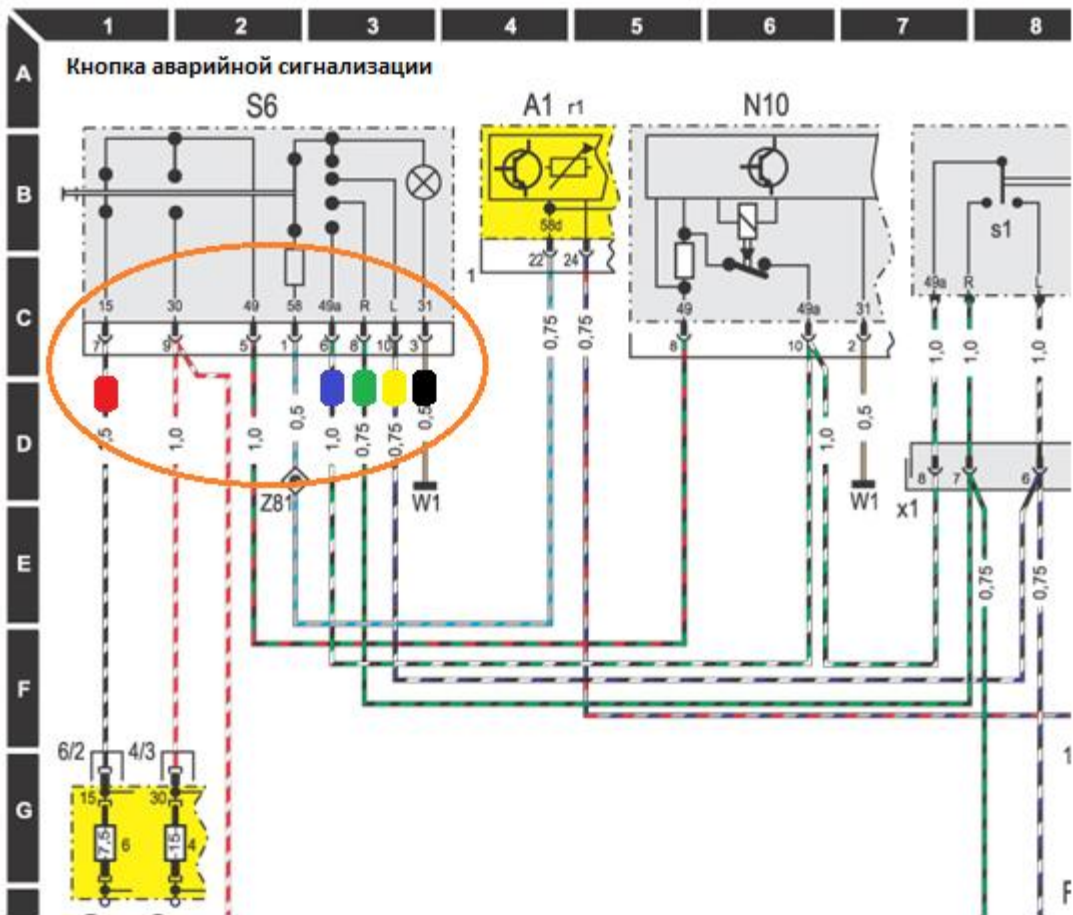 1 2 3 4 5 6 7 8
A
Кнопка аварийной сигнализации
S6 A1 r1 N10
B
58d
s1
22 24
1
C
15 30 49 58 49a R L 31
49 49a 31
49a R L
7 9 5 1 6 8 10 3
8 10 2
0,75 0,75
1,0 1,0 1,0
D
,5 1,0 1,0 0,5 1,0 0,75 0,75 0,5
1,0 0,5
Z81 W1 W1 x1
8 7 6
E
0,75 0,75
F
6/2 4/3
1
G
15 30
7.5 6 15 4
F